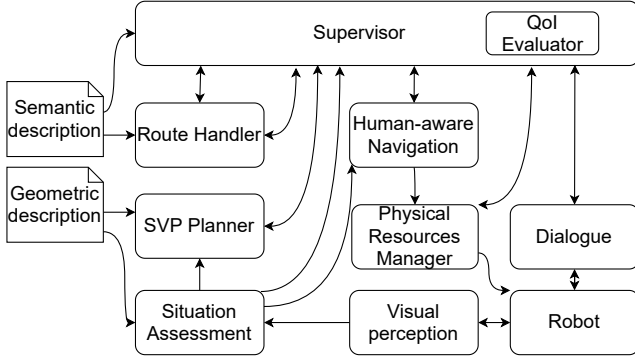 Supervisor
QoI
Evaluator
Semantic
description
Route Handler
Human-aware
Navigation
Geometric
description
SVP Planner
Physical
Resources
Manager
Dialogue
Situation
Assessment
Visual
perception
Robot